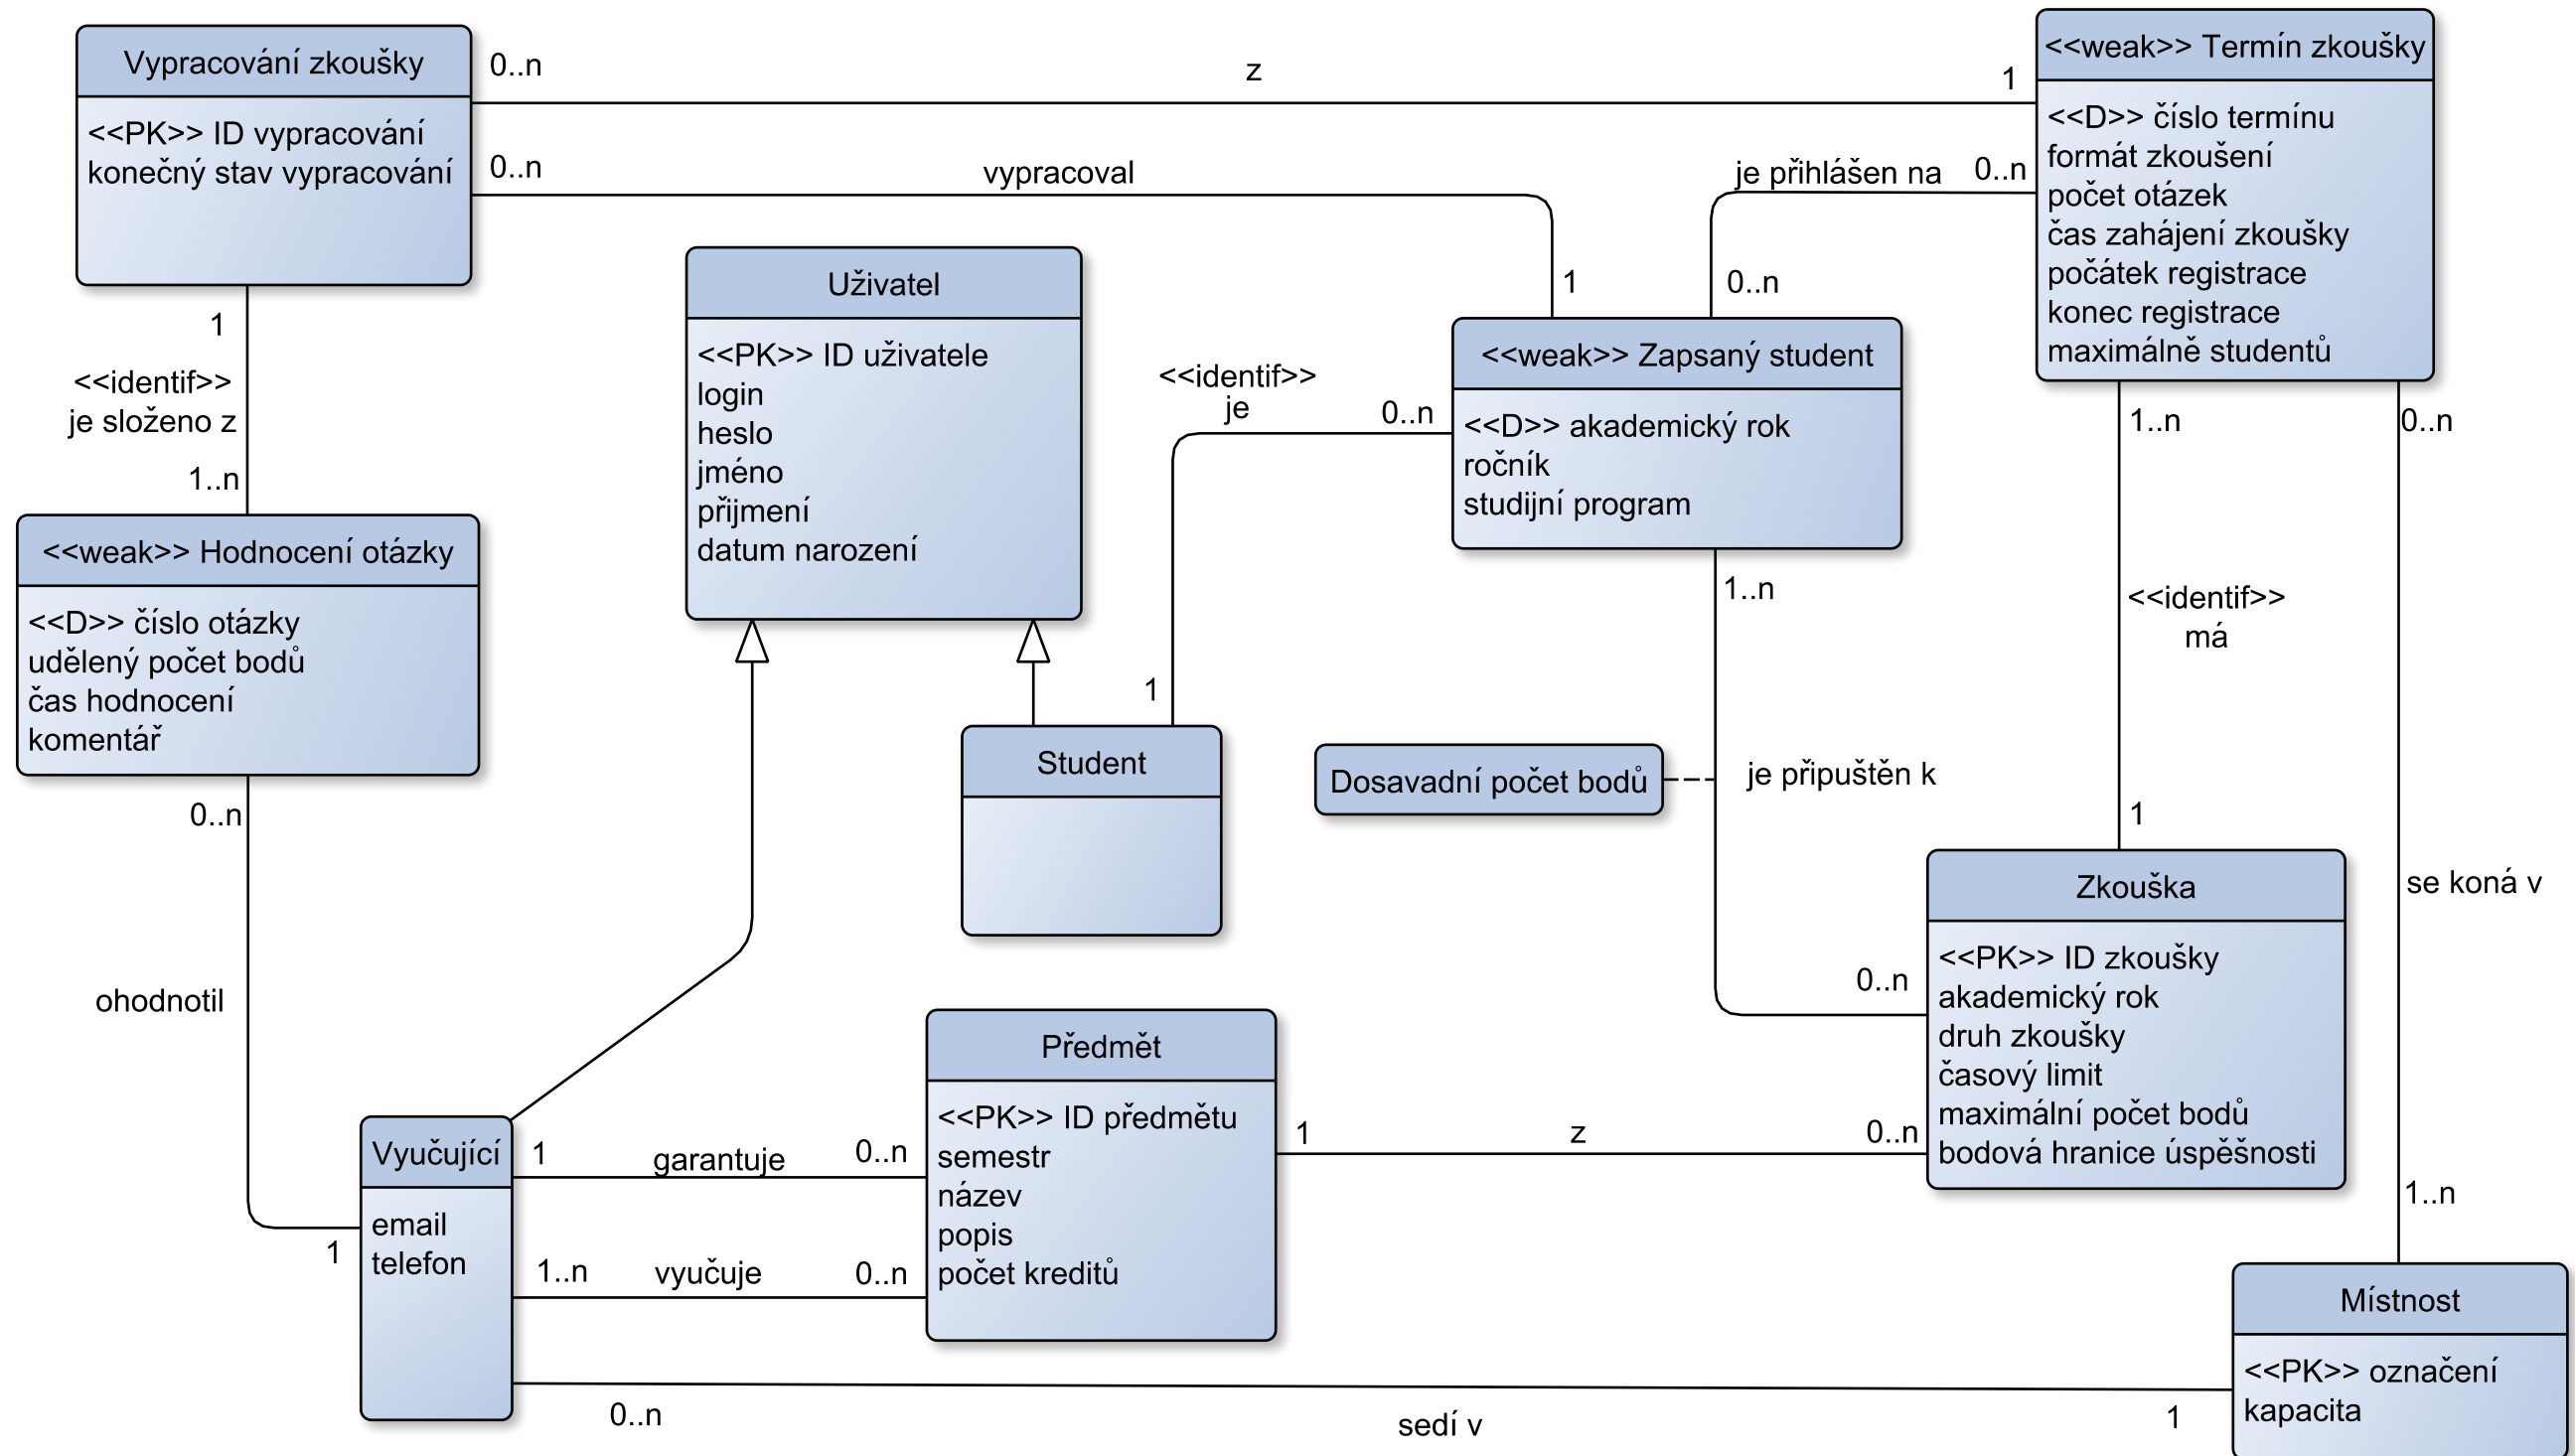 Vypracování zkoušky
<<PK>> ID vypracování
konečný stav vypracování
0..n
z
1
<<weak>> Termín zkoušky
<<D>> číslo termínu
formát zkoušení
počet otázek
čas zahájení zkoušky
počátek registrace
konec registrace
maximálně studentů
0..n
vypracoval
1
je přihlášen na
0..n
0..n
Uživatel
<<PK>> ID uživatele
login
heslo
jméno
přijmení
datum narození
<<weak>> Zapsaný student
<<D>> akademický rok
ročník
studijní program
1
<<identif>>
je složeno z
1..n
<<identif>>
je
0..n
1
1..n
0..n
<<weak>> Hodnocení otázky
<<D>> číslo otázky
udělený počet bodů
čas hodnocení
komentář
1..n
<<identif>>
má
1
Student
Dosavadní počet bodů
je připuštěn k
0..n
0..n
ohodnotil
1
Zkouška
<<PK>> ID zkoušky
akademický rok
druh zkoušky
časový limit
maximální počet bodů
bodová hranice úspěšnosti
se koná v
1..n
Předmět
<<PK>> ID předmětu
semestr
název
popis
počet kreditů
Vyučující
email
telefon
1
garantuje
0..n
1
z
0..n
1..n
vyučuje
0..n
Místnost
<<PK>> označení
kapacita
0..n
sedí v
1